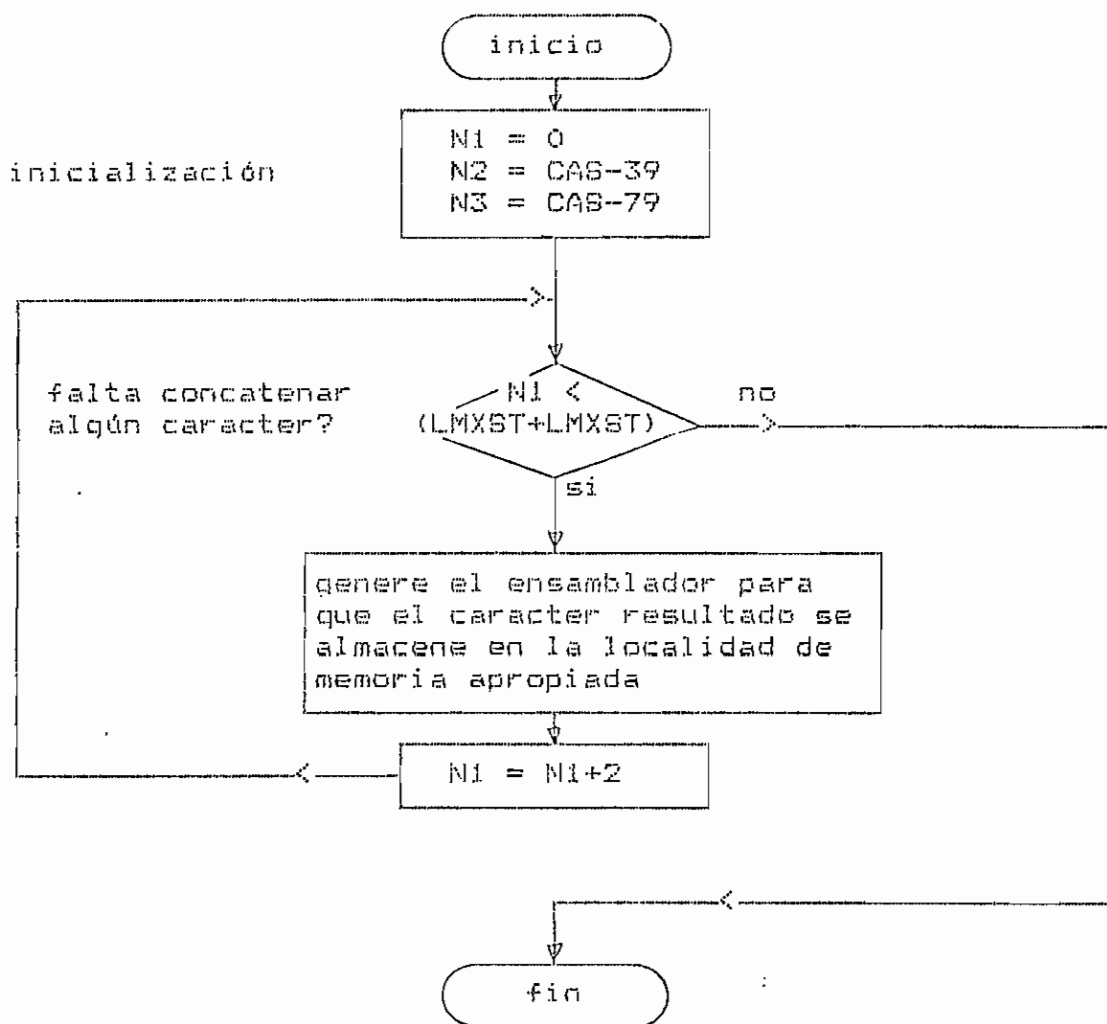 inicio
N1 = 0
N2 = CAS-39
N3 = CAS-79
inicialización
falta concatenar
algún caracter?
N1 <
(LMXST+LMXST)
no
si
genere el ensamblador para
que el caracter resultado se
almacene en la localidad de
memoria apropiada
N1 = N1+2
fin